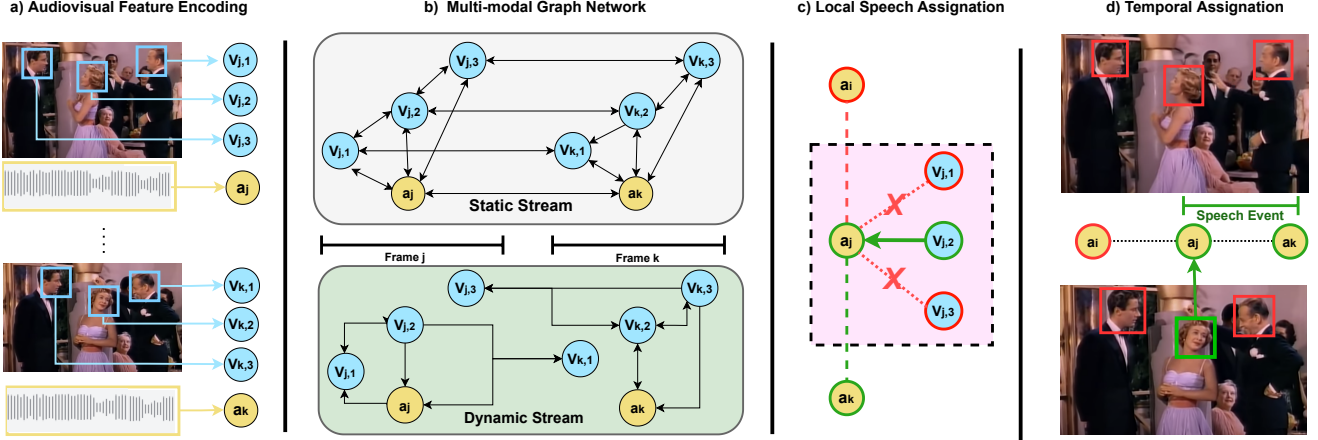 a) Audiovisual Feature Encoding
Vj,1
Vj,2
Vj,3
aj
Vk,1
Vk,2
Vk,3
ak
b) Multi-modal Graph Network
Vj,3
Vk,3
Vj,2
Vk,2
Vj,1
Vk,1
aj
ak
Static Stream
Frame j
Frame k
Vj,3
Vk,3
Vj,2
Vk,2
Vj,1
Vk,1
aj
ak
Dynamic Stream
c) Local Speech Assignation
ai
Vj,1
X
aj
Vj,2
X
Vj,3
ak
d) Temporal Assignation
Speech Event
ai
aj
ak